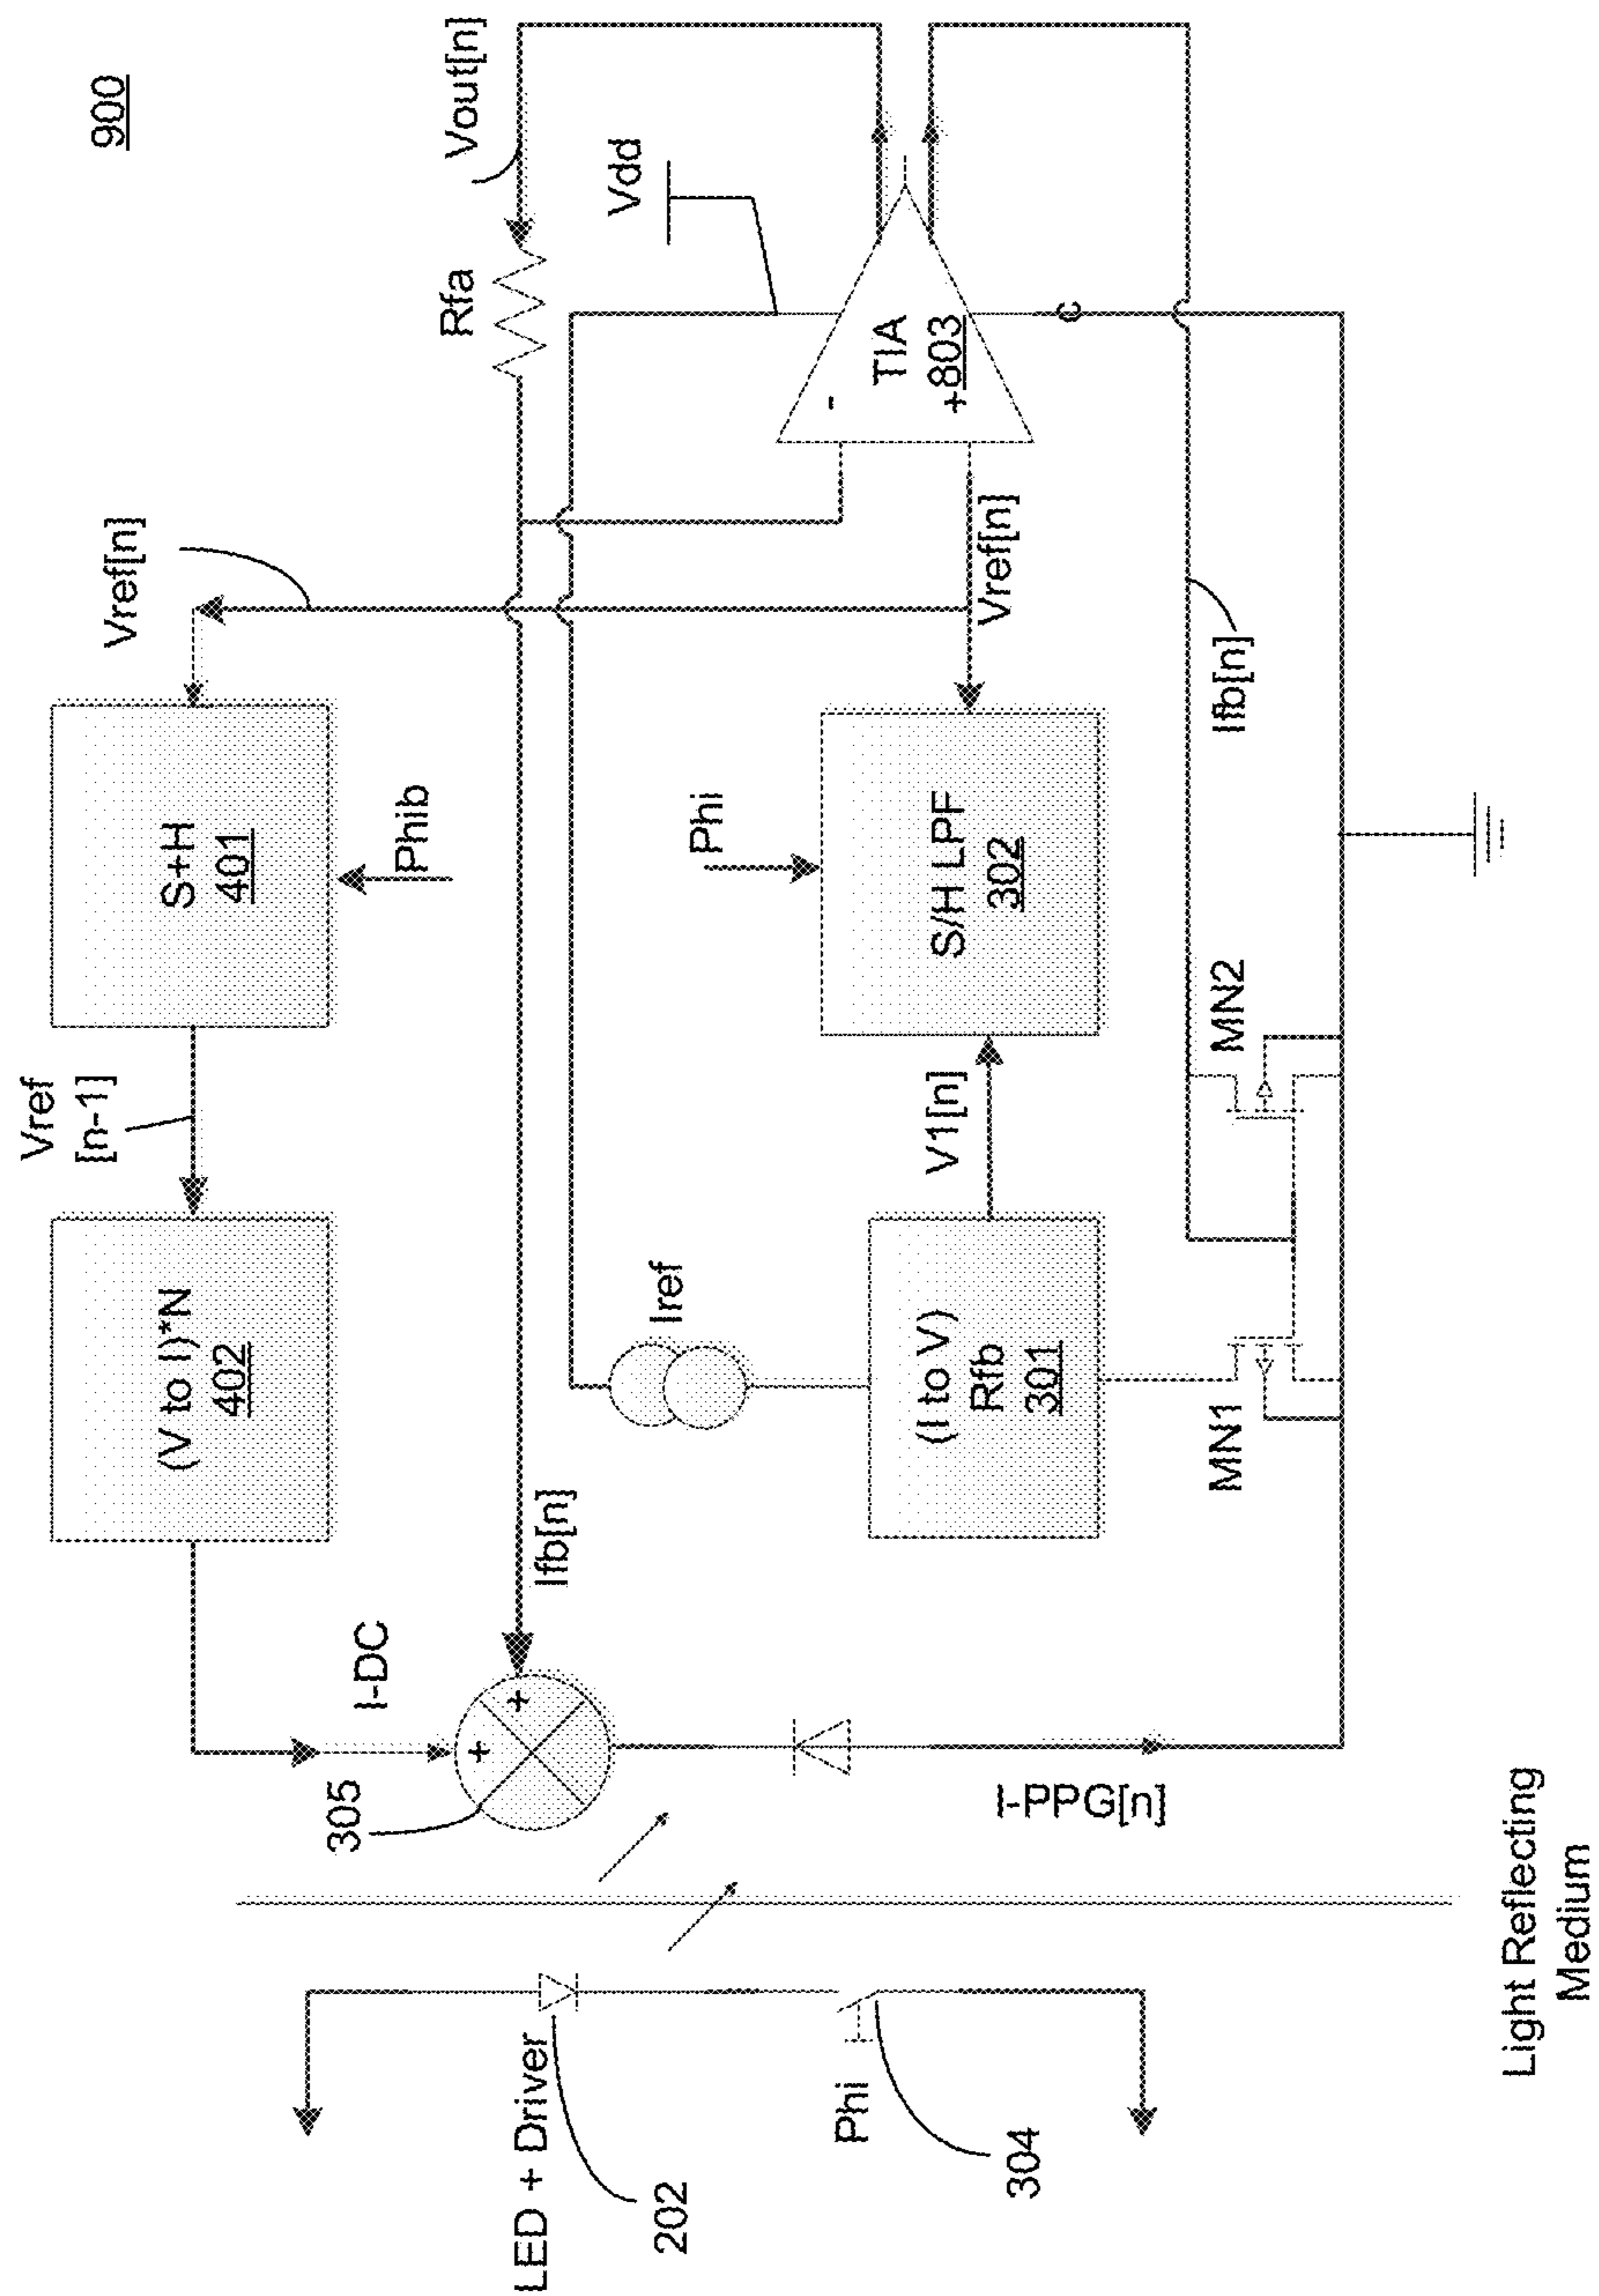 900
LED + Driver
202
Phi
304
Light Reflecting
Medium
305
I-DC
I-PPG[n]
Ifb[n]
(V to I)*N
402
Vref
[n-1]
S+H
401
Phib
Vref[n]
Iref
(I to V)
Rfb
301
V1[n]
Phi
S/H LPF
302
Vref[n]
MN1
MN2
Ifb[n]
Rfa
Vout[n]
Vdd
-
TIA
+803
c
+
+